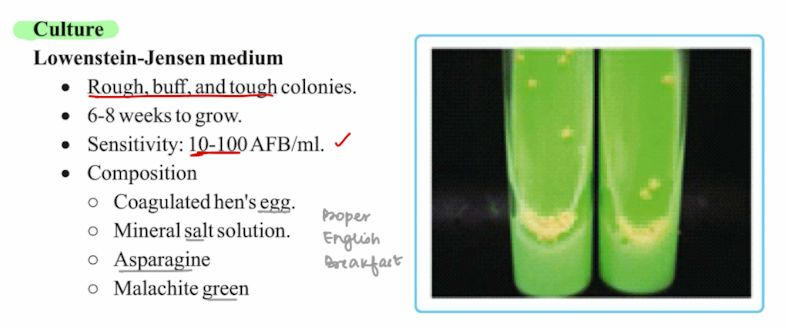 Culture
Lowenstein-Jensen medium
• Rough, buff, and tough colonies.
• 6-8 weeks to grow.
• Sensitivity: 10-100 AFB/ml. ✓
• Composition
○ Coagulated hen's egg.
○ Mineral salt solution.
○ Asparagine
○ Malachite green
Proper
English
Breakfast